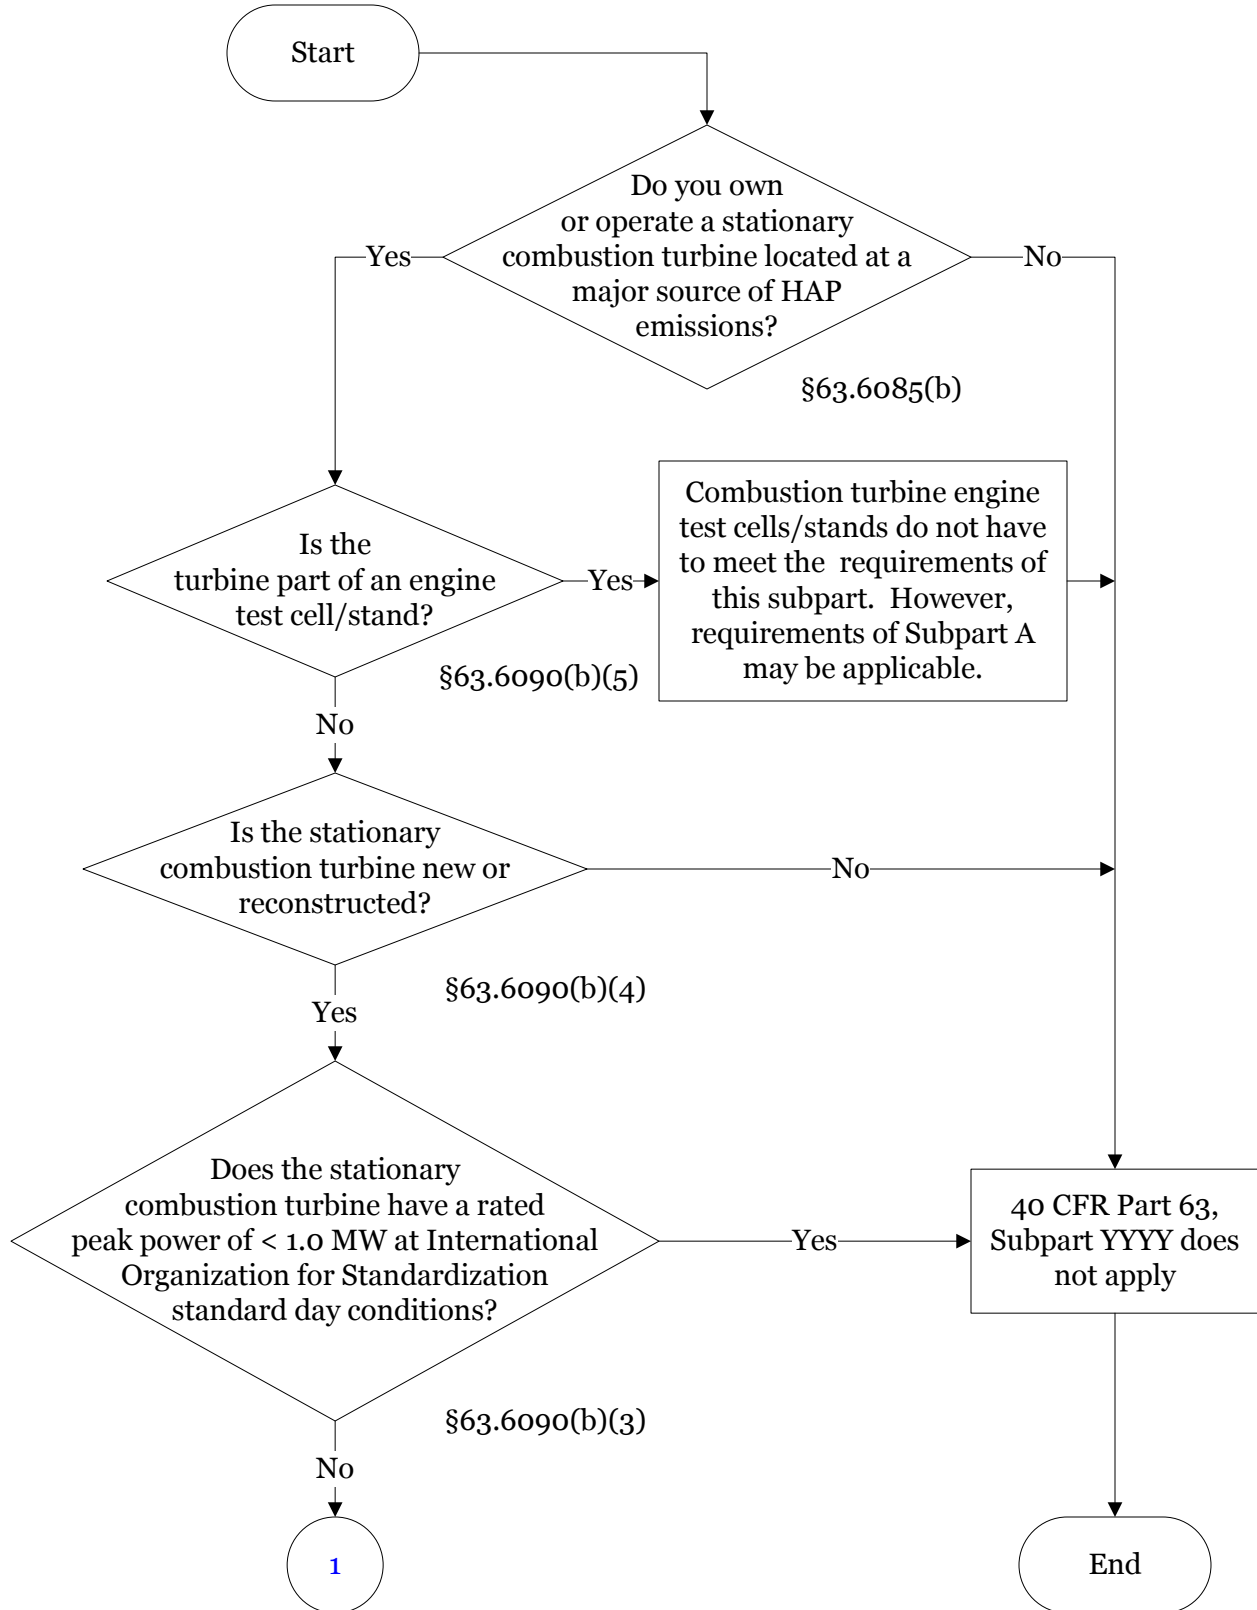 Start
Do you own
or operate a stationary
combustion turbine located at a
major source of HAP
emissions?
Yes
No
§63.6085(b)
Is the
turbine part of an engine
test cell/stand?
Yes
Combustion turbine engine
test cells/stands do not have
to meet the  requirements of
this subpart.  However,
requirements of Subpart A
may be applicable.
§63.6090(b)(5)
No
Is the stationary
combustion turbine new or
reconstructed?
No
§63.6090(b)(4)
Yes
Does the stationary
combustion turbine have a rated
peak power of < 1.0 MW at International
Organization for Standardization
standard day conditions?
Yes
40 CFR Part 63,
Subpart YYYY does
not apply
§63.6090(b)(3)
No
1
End